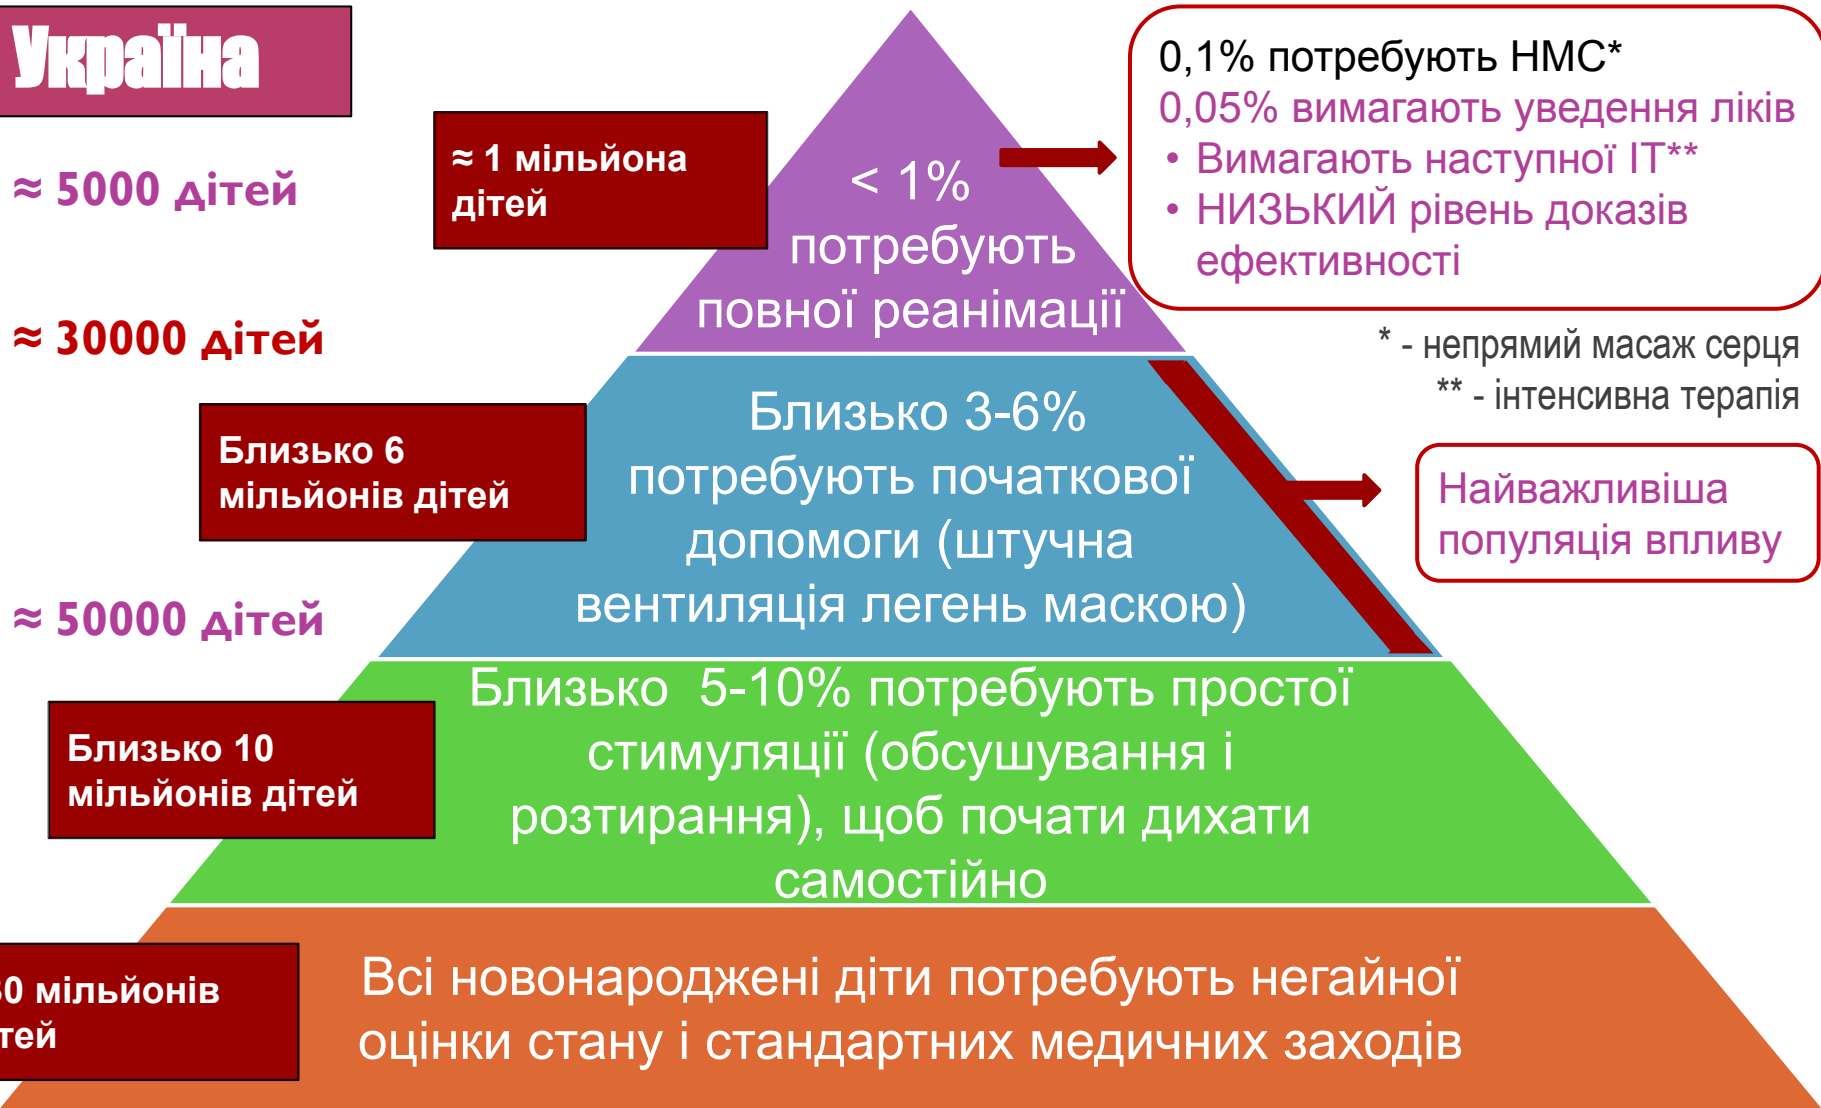 Україна
≈ 5000 дітей
≈ 30000 дітей
≈ 50000 дітей
≈ 1 мільйона
дітей
Близько 6
мільйонів дітей
Близько 10
мільйонів дітей
мільйонів
< 1%
потребують
повної реанімації
Близько 3-6%
потребують початкової
допомоги (штучна
вентиляція легень маскою)
Близько 5-10% потребують простої
стимуляції (обсушування і
розтирання), щоб почати дихати
самостійно
Всі новонароджені діти потребують негайної
оцінки стану і стандартних медичних заходів
0,1% потребують НМС*
0,05% вимагають уведення ліків
• Вимагають наступної ІТ**
• НИЗЬКИЙ рівень доказів
ефективності
* - непрямий масаж серця
** - інтенсивна терапія
Найважливіша
популяція впливу